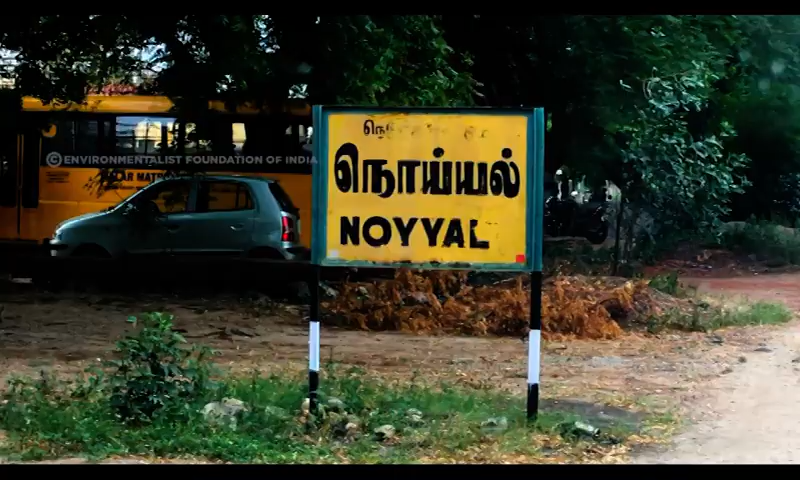 © ENVIRONMENTALIST FOUNDATION OF INDIA
நொய்யல்
NOYYAL